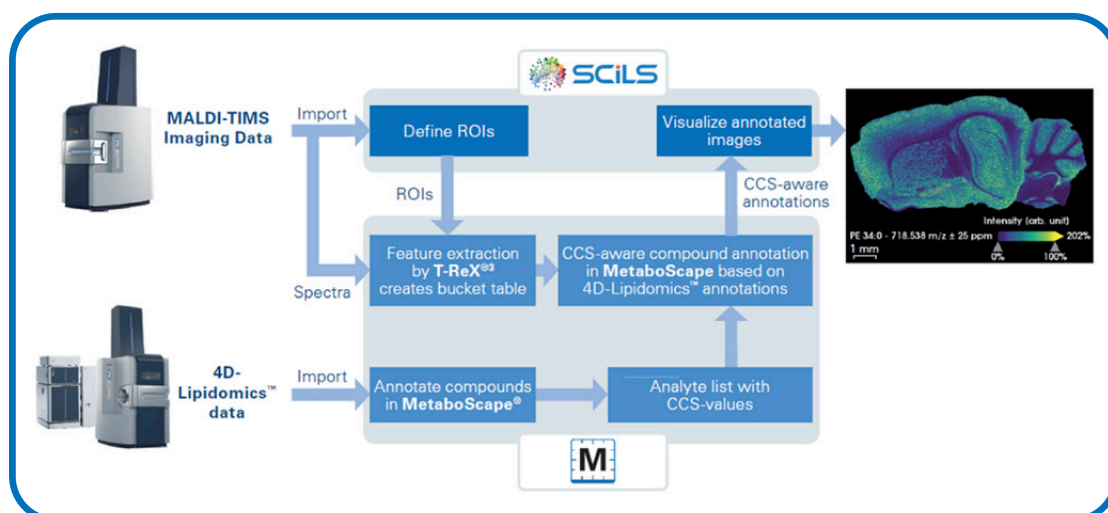 SCiLS
MALDI-TIMS
Imaging Data
Import
Define ROIs
Visualize annotated
images
ROIs
CCS-aware
annotations
Intensity (arb. unit)
PE 34:0 - 718.538 m/z ± 25 ppm
202%
1 mm
0%
100%
Spectra
Feature extraction
by T-ReX®³
creates bucket table
CCS-aware compound annotation
in MetaboScape based on
4D-Lipidomics™ annotations
4D-
Lipidomics™
data
Import
Annotate compounds
in MetaboScape®
Analyte list with
CCS-values
M